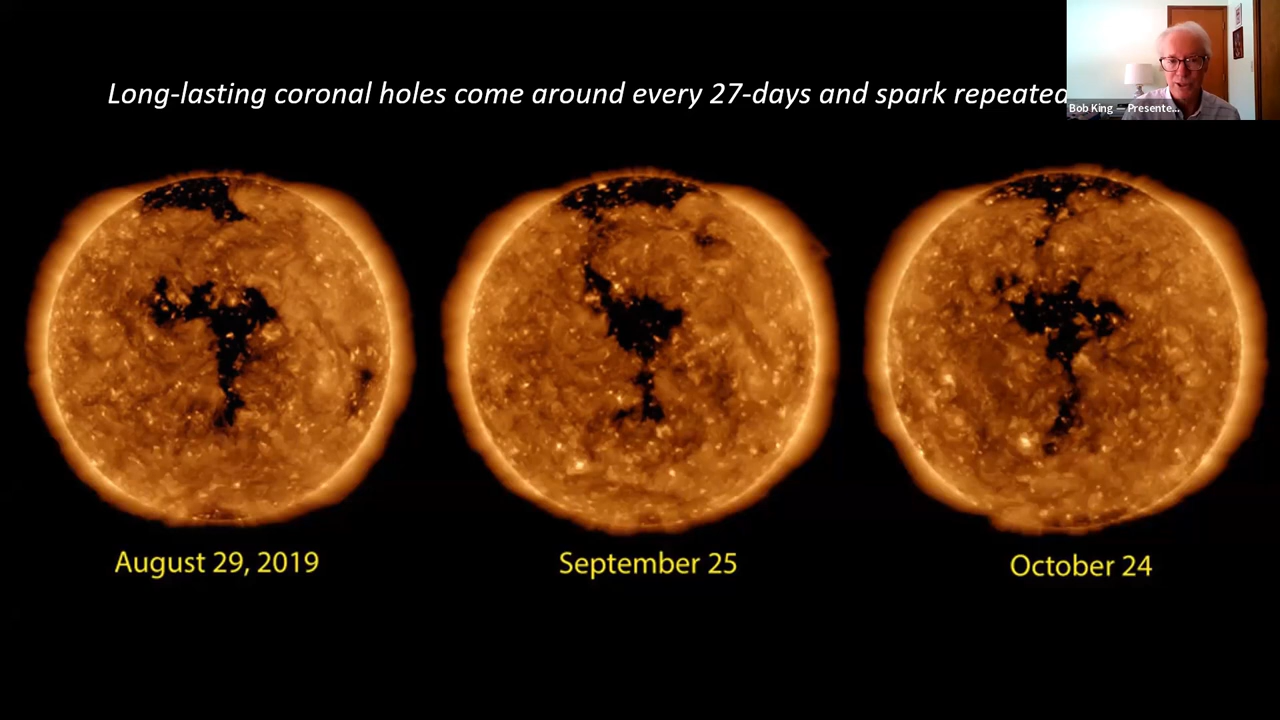 Long-lasting coronal holes come around every 27-days and spark repeated
Bob King — Presente...
August 29, 2019
September 25
October 24